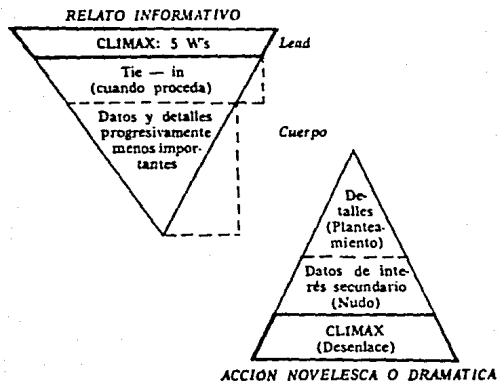 RELATO INFORMATIVO
CLIMAX: 5 W's
Lead
Tie — in
(cuando proceda)
Datos y detalles
progresivamente
menos impor-
tantes
Cuerpo
De-
talles
(Plantea-
miento)
Datos de inte-
rés secundario
(Nudo)
CLIMAX
(Desenlace)
ACCION NOVELESCA O DRAMATICA